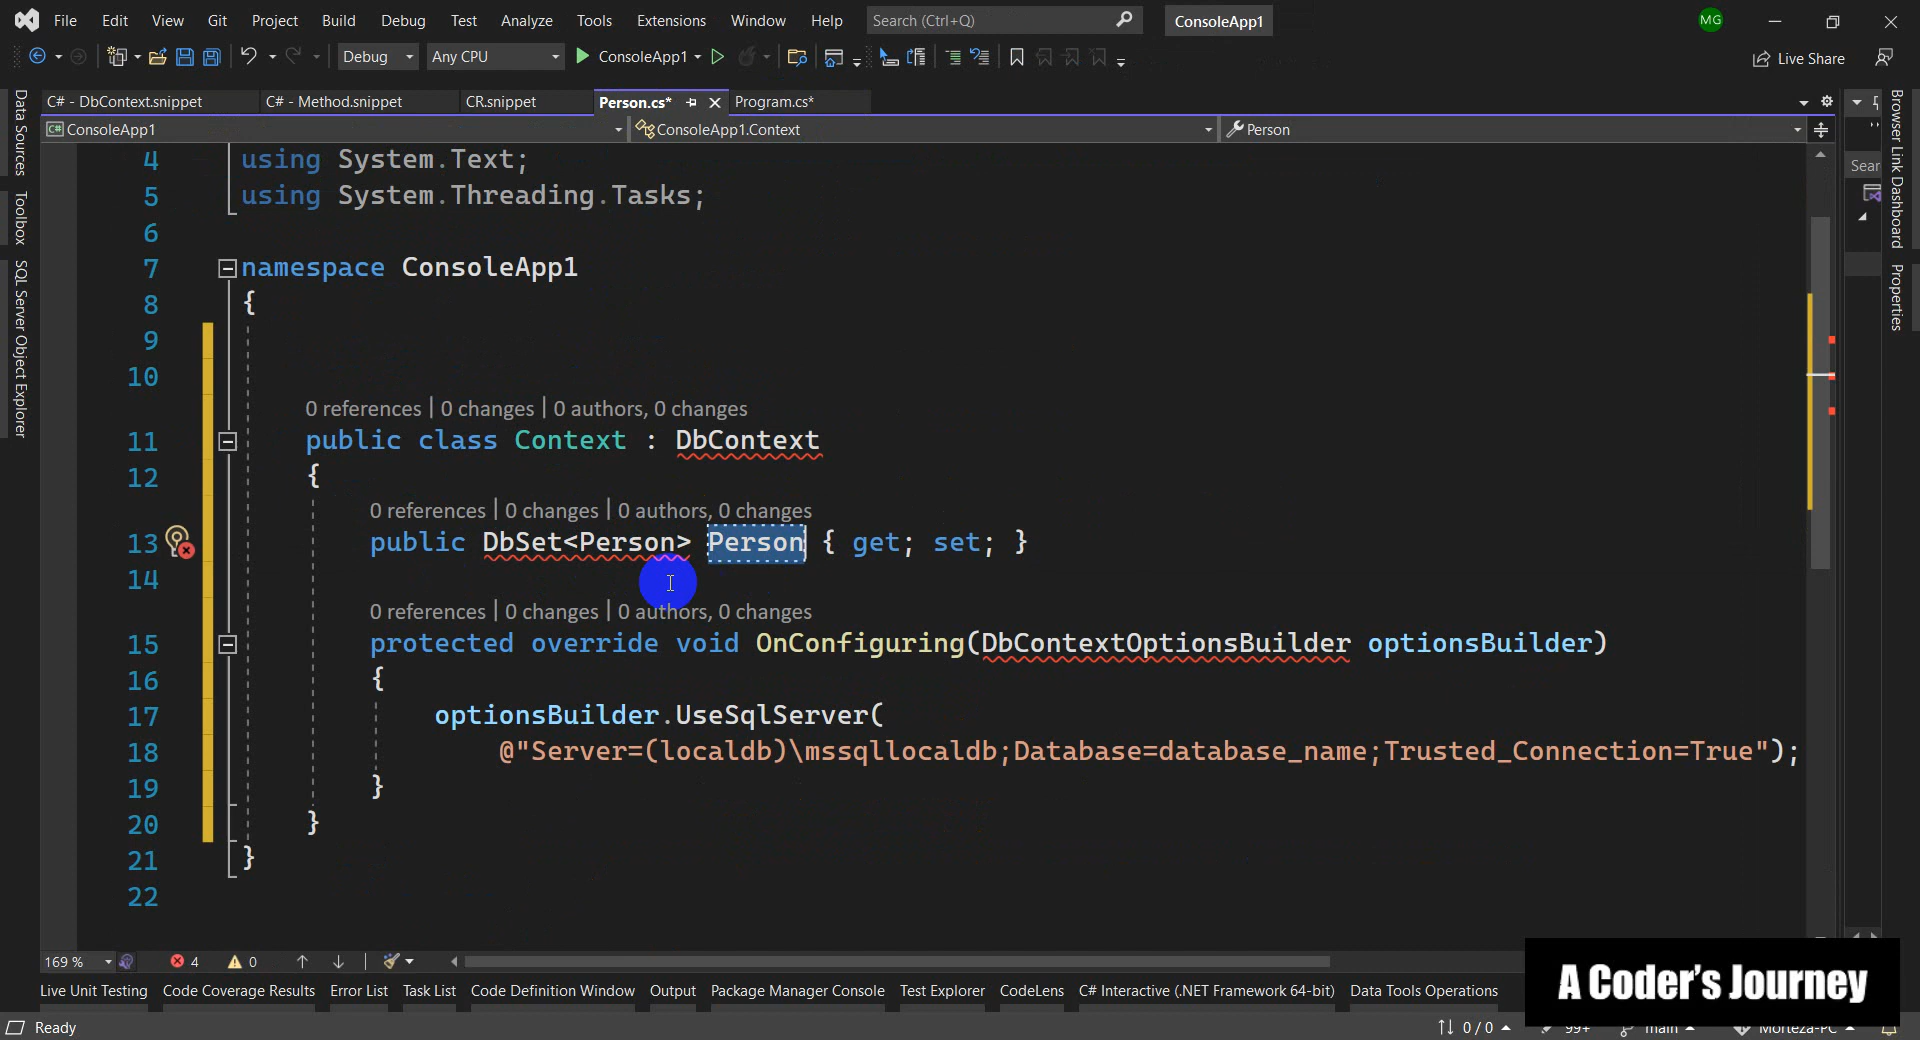 File Edit View Git Project Build Debug Test Analyze Tools Extensions Window Help Search (Ctrl+Q) ConsoleApp1 MG
Debug Any CPU ConsoleApp1 Live Share
C# - DbContext.snippet C# - Method.snippet CR.snippet Person.cs* Program.cs*
ConsoleApp1 ConsoleApp1.Context Person
Data Sources
Toolbox
SQL Server Object Explorer
4 using System.Text;
5 using System.Threading.Tasks;
6
7 namespace ConsoleApp1
8 {
9
10
0 references | 0 changes | 0 authors, 0 changes
11 public class Context : DbContext
12 {
0 references | 0 changes | 0 authors, 0 changes
13 public DbSet<Person> Person { get; set; }
14
0 references | 0 changes | 0 authors, 0 changes
15 protected override void OnConfiguring(DbContextOptionsBuilder optionsBuilder)
16 {
17 optionsBuilder.UseSqlServer(
18 @"Server=(localdb)\mssqllocaldb;Database=database_name;Trusted_Connection=True");
19 }
20 }
21 }
22
Sear
Browser Link Dashboard
Properties
169 % 4 0
Live Unit Testing Code Coverage Results Error List Task List Code Definition Window Output Package Manager Console Test Explorer CodeLens C# Interactive (.NET Framework 64-bit) Data Tools Operations
A Coder's Journey
Ready 0 / 0 99+ main Morteza-PC